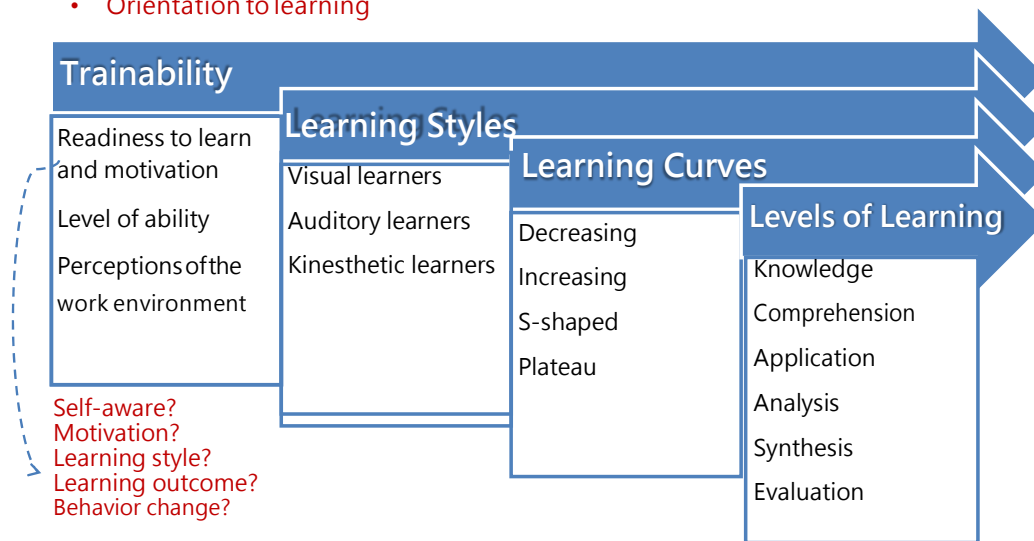 • Orientation to learning
Trainability
Readiness to learn
and motivation
Level of ability
Perceptions of the
work environment
Learning Styles
Visual learners
Auditory learners
Kinesthetic learners
Learning Curves
Decreasing
Increasing
S-shaped
Plateau
Levels of Learning
Knowledge
Comprehension
Application
Analysis
Synthesis
Evaluation
Self-aware?
Motivation?
Learning style?
Learning outcome?
Behavior change?